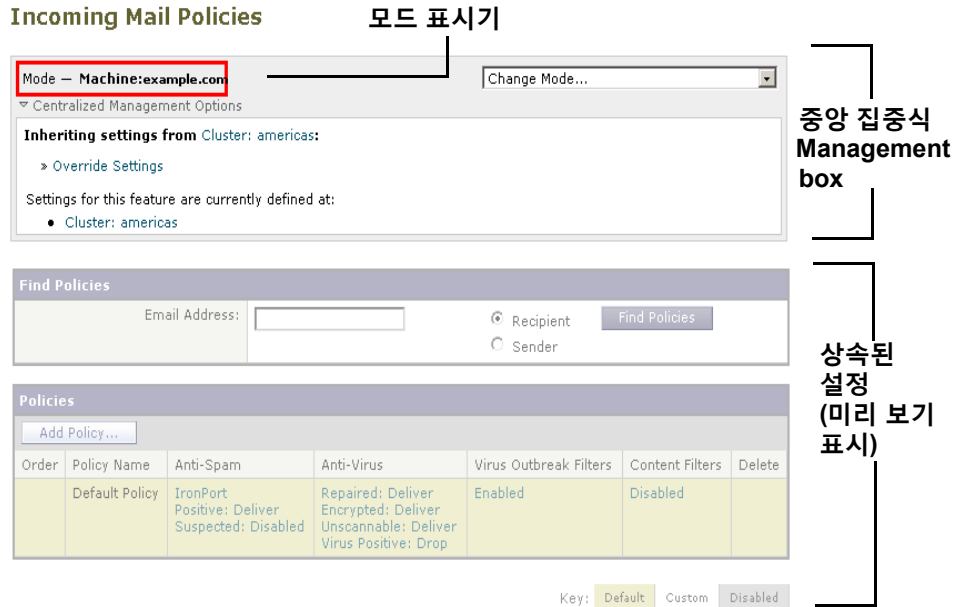 Incoming Mail Policies
모드 표시기
Mode — Machine:example.com
Change Mode...
Centralized Management Options
Inheriting settings from Cluster: americas:
» Override Settings
Settings for this feature are currently defined at:
• Cluster: americas
중앙 집중식
Management
box
Find Policies
Email Address:
Recipient
Sender
Find Policies
상속된
설정
(미리 보기
표시)
Policies
Add Policy...
Order Policy Name Anti-Spam Anti-Virus Virus Outbreak Filters Content Filters Delete
Default Policy
IronPort
Positive: Deliver
Suspected: Disabled
Repaired: Deliver
Encrypted: Deliver
Unscannable: Deliver
Virus Positive: Drop
Enabled
Disabled
Key: Default Custom Disabled